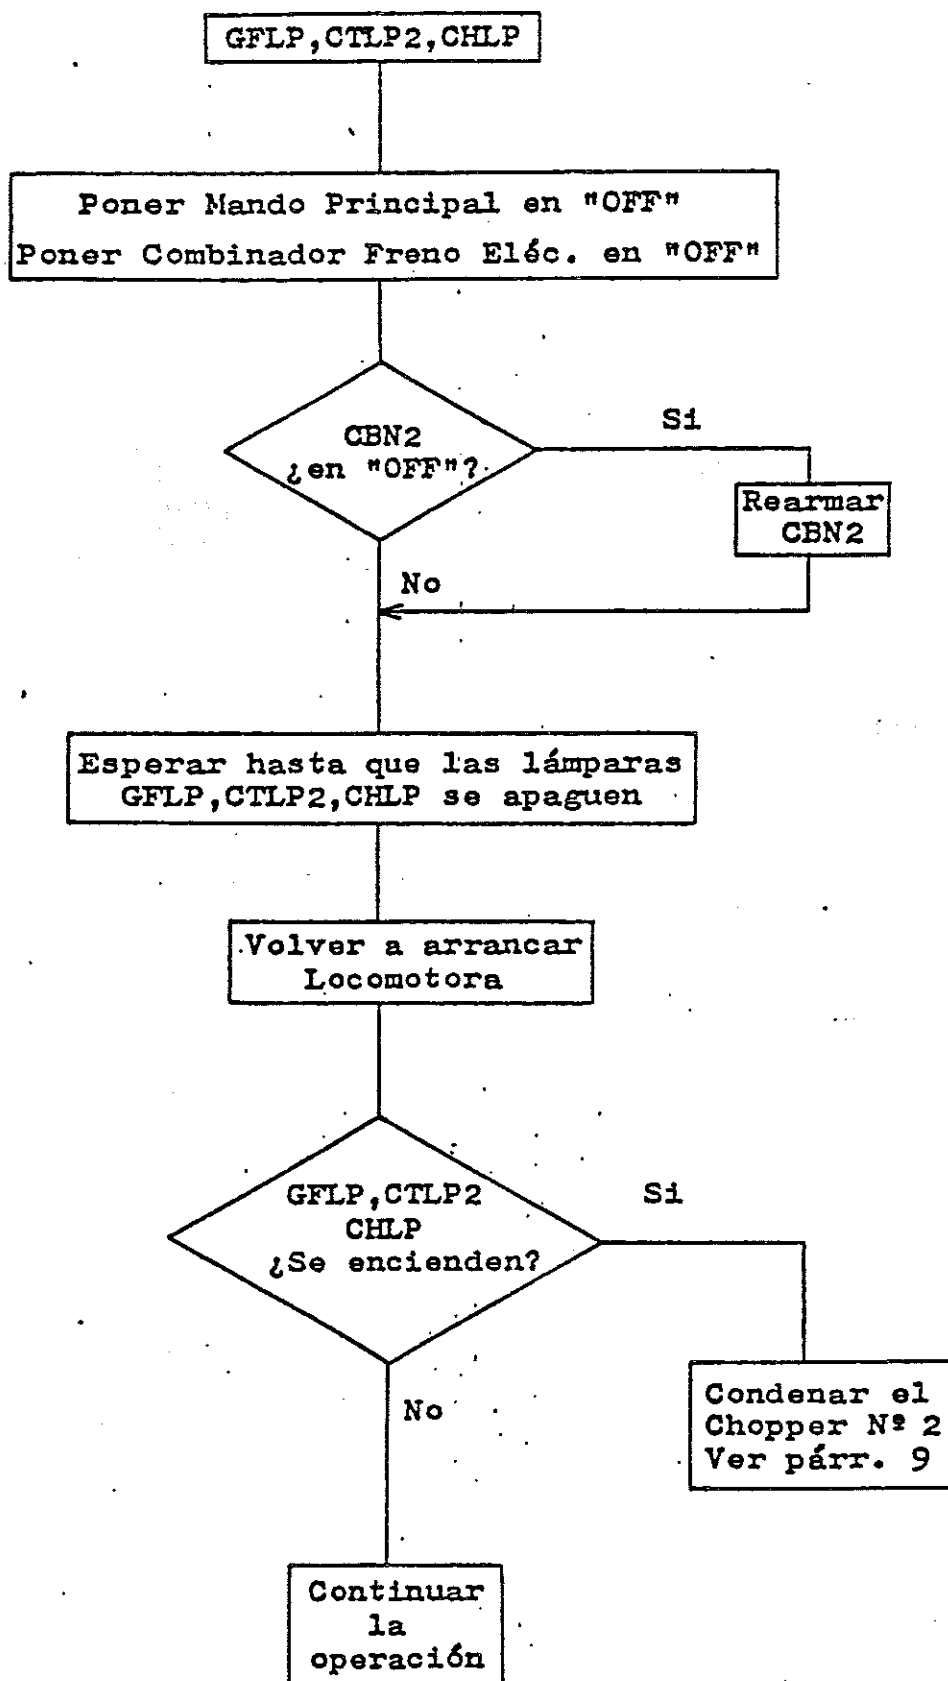 GFLP,CTLP2,CHLP
Poner Mando Principal en "OFF"
Poner Combinador Freno Eléc. en "OFF"
CBN2
¿en "OFF"?
Si
Rearmar
CBN2
No
Esperar hasta que las lámparas
GFLP,CTLP2,CHLP se apaguen
Volver a arrancar
Locomotora
GFLP,CTLP2
CHLP
¿Se encienden?
Si
Condenar el
Chopper Nº 2
Ver párr. 9
No
Continuar
la
operación